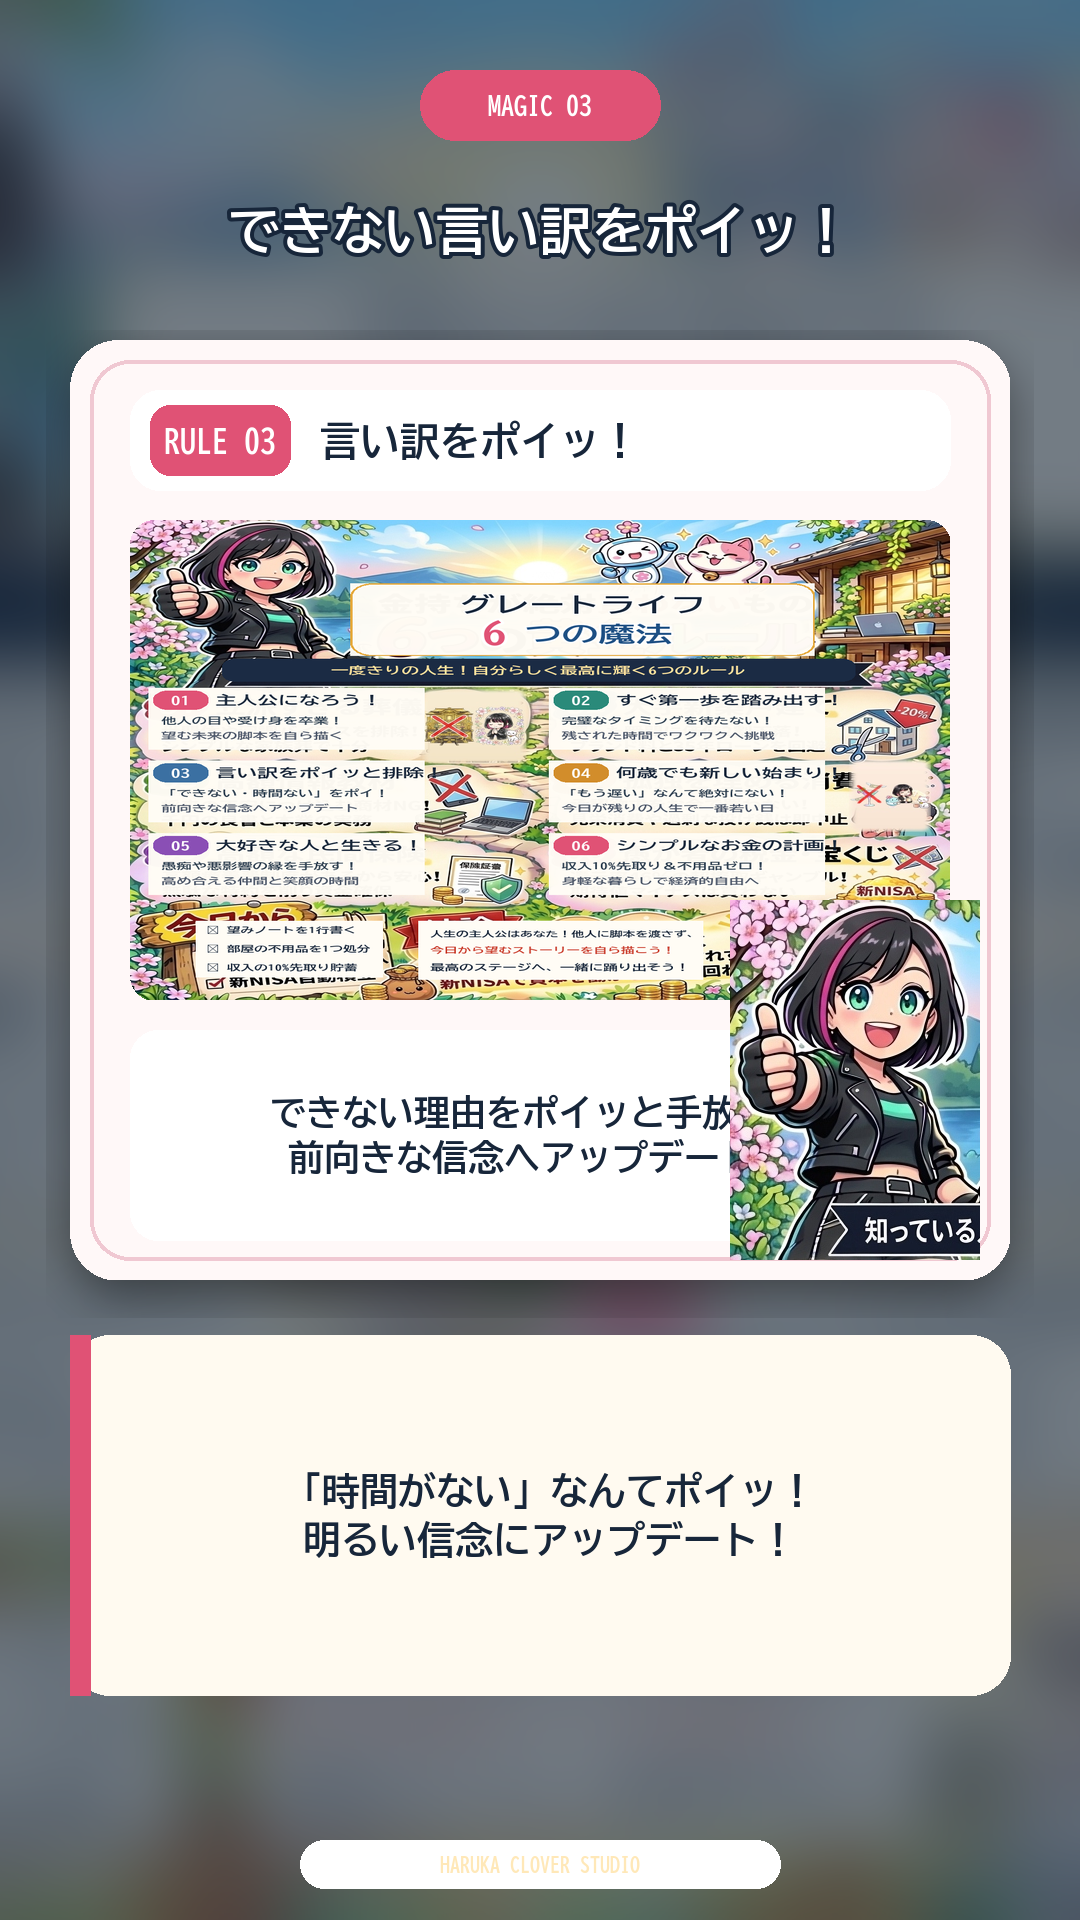 MAGIC 03
できない言い訳をポイッ！
RULE 03 言い訳をポイッ！
グレートライフ
6 つの魔法
一度きりの人生！自分らしく最高に輝く6つのルール
01 主人公になろう！
他人の目や受け身を卒業！
望む未来の脚本を自ら描く
02 すぐ第一歩を踏み出す！
完璧なタイミングを待たない！
残された時間でワクワクへ挑戦
-20%
03 言い訳をポイッと排除！
「できない・時間ない」をポイ！
前向きな信念へアップデート
04 何歳でも新しい始まり！
「もう遅い」なんて絶対にない！
今日が残りの人生で一番若い日
費
中止
05 大好きな人と生きる！
愚痴や悪影響の縁を手放す！
高め合える仲間と笑顔の時間
保険証書
06 シンプルなお金の計画！
収入10%先取り＆不用品ゼロ！
身軽な暮らしで経済的自由へ
宝くじ
新NISA
今日から
☒ 望みノートを1行書く
☒ 部屋の不用品を1つ処分
☒ 収入の10%先取り貯蓄
人生の主人公はあなた！他人に脚本を渡さず、
今日から望むストーリーを自ら描こう！
最高のステージへ、一緒に踊り出そう！
できない理由をポイッと手放
前向きな信念へアップデー
知っている
「時間がない」なんてポイッ！
明るい信念にアップデート！
HARUKA CLOVER STUDIO